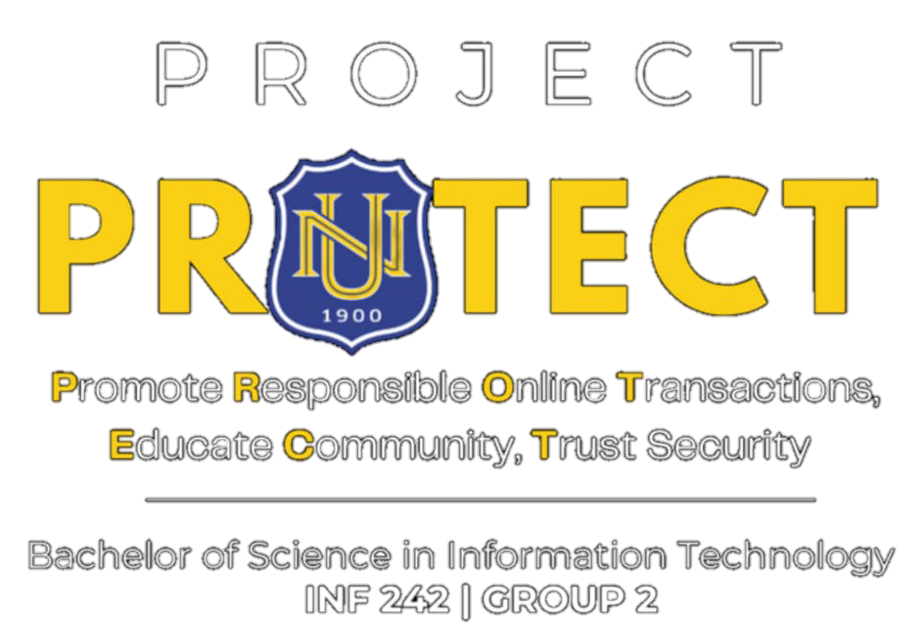 PROJECT
PR TECT
NU
1900
Promote Responsible Online Transactions,
Educate Community, Trust Security
Bachelor of Science in Information Technology
INF 242 | GROUP 2